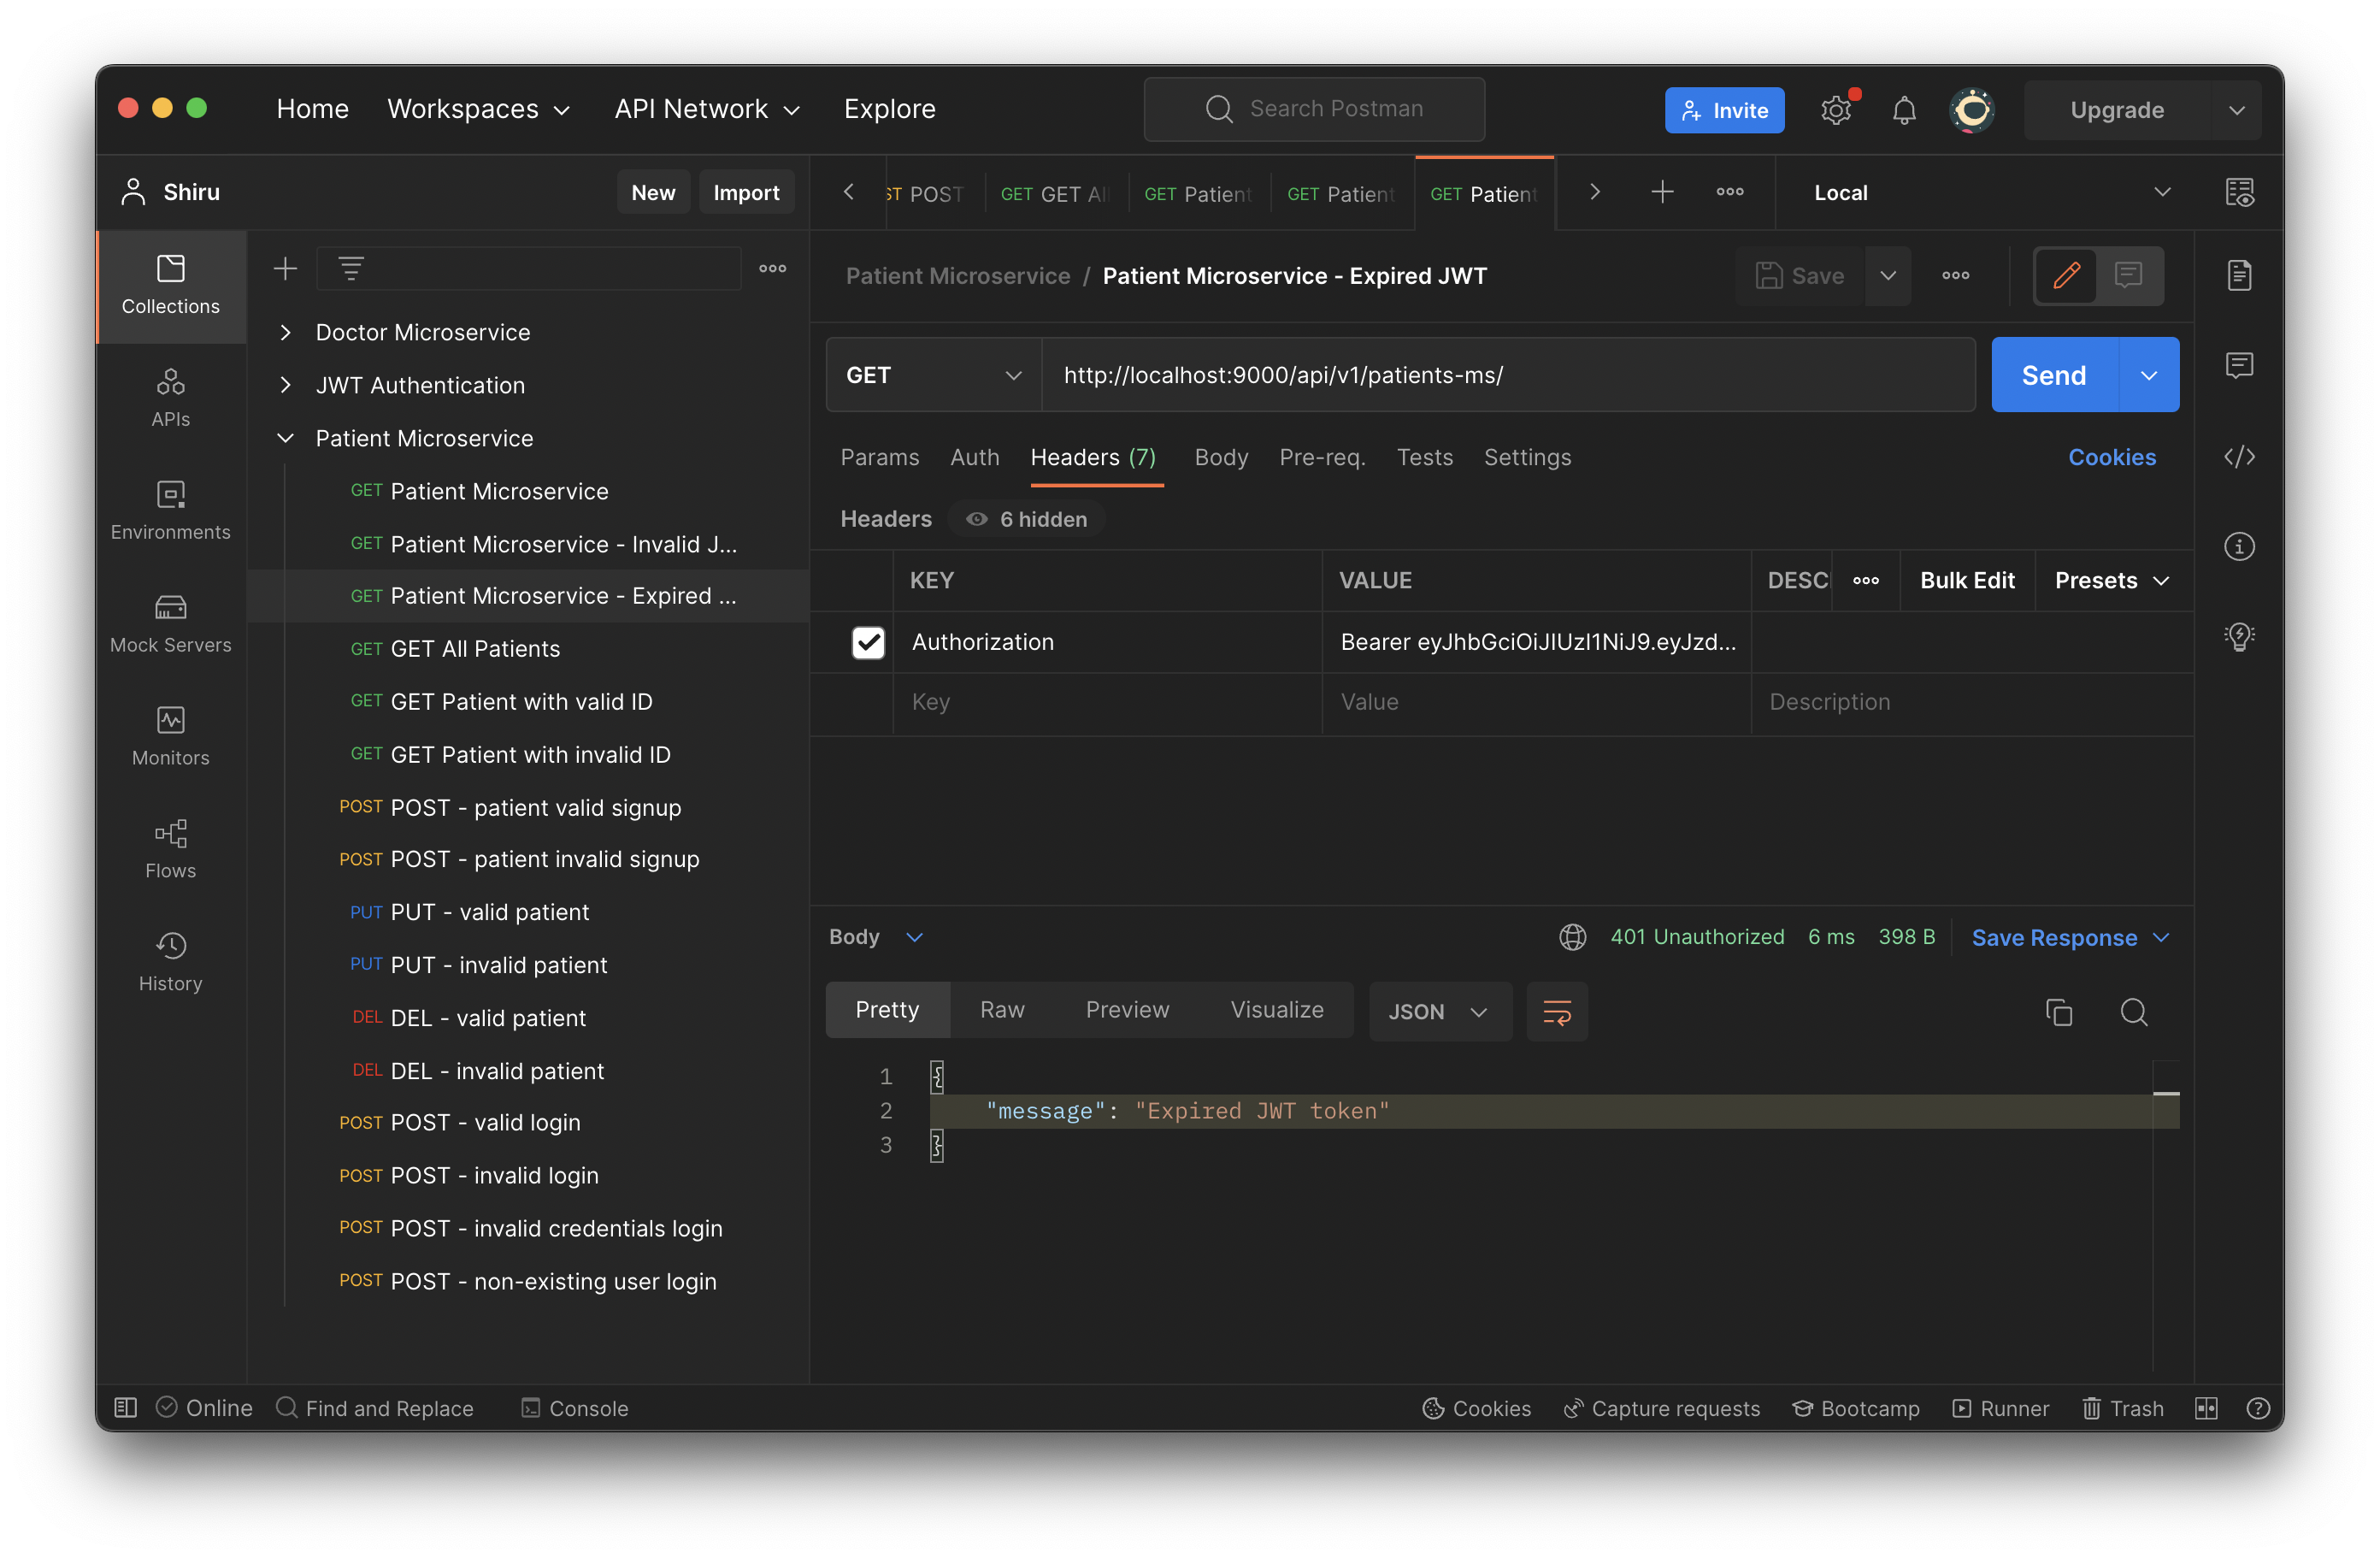 Home Workspaces API Network Explore Search Postman Invite Upgrade
Shiru New Import
POST GET GET All GET Patient GET Patient GET Patient Local
Collections
APIs
Environments
Mock Servers
Monitors
Flows
History
Doctor Microservice
JWT Authentication
Patient Microservice
GET Patient Microservice
GET Patient Microservice - Invalid J...
GET Patient Microservice - Expired ...
GET GET All Patients
GET GET Patient with valid ID
GET GET Patient with invalid ID
POST POST - patient valid signup
POST POST - patient invalid signup
PUT PUT - valid patient
PUT PUT - invalid patient
DEL DEL - valid patient
DEL DEL - invalid patient
POST POST - valid login
POST POST - invalid login
POST POST - invalid credentials login
POST POST - non-existing user login
Patient Microservice / Patient Microservice - Expired JWT Save
GET http://localhost:9000/api/v1/patients-ms/ Send
Params Auth Headers (7) Body Pre-req. Tests Settings Cookies
Headers 6 hidden
KEY VALUE DESC Bulk Edit Presets
Authorization Bearer eyJhbGciOiJIUzI1NiJ9.eyJzd...
Key Value Description
Body 401 Unauthorized 6 ms 398 B Save Response
Pretty Raw Preview Visualize JSON
1 {
2 "message": "Expired JWT token"
3 }
Online Find and Replace Console Cookies Capture requests Bootcamp Runner Trash